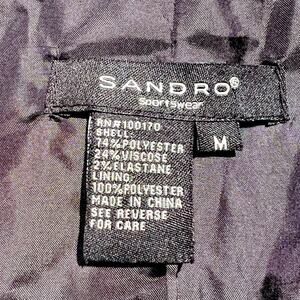 SANDRO®
Sportswear
M
RN#100170
SHELL
74%POLYESTER
24%VISCOSE
2%ELASTANE
LINING
100%POLYESTER
MADE IN CHINA
SEE REVERSE
FOR CARE